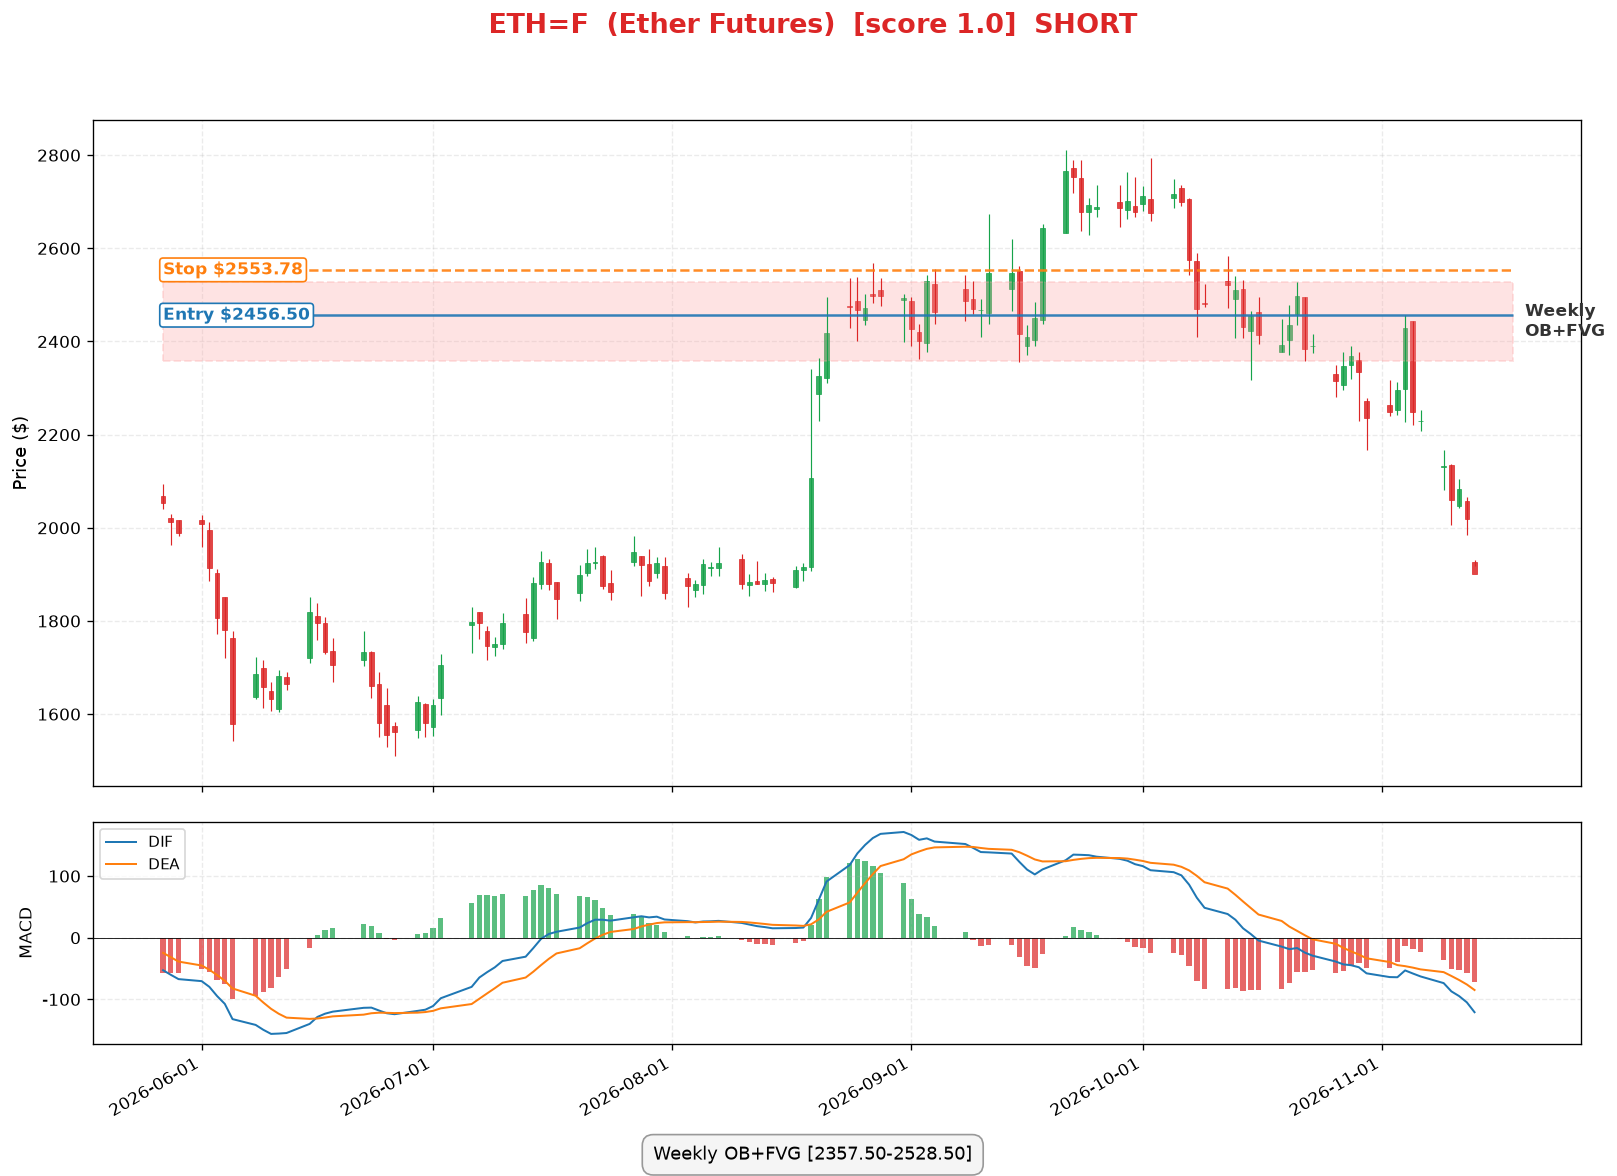 ETH=F  (Ether Futures)  [score 1.0]  SHORT
2800
2600
2400
2200
2000
1800
1600
Price ($)
Stop $2553.78
Entry $2456.50
Weekly
OB+FVG
DIF
DEA
100
0
-100
MACD
2026-06-01
2026-07-01
2026-08-01
2026-09-01
2026-10-01
2026-11-01
Weekly OB+FVG [2357.50-2528.50]